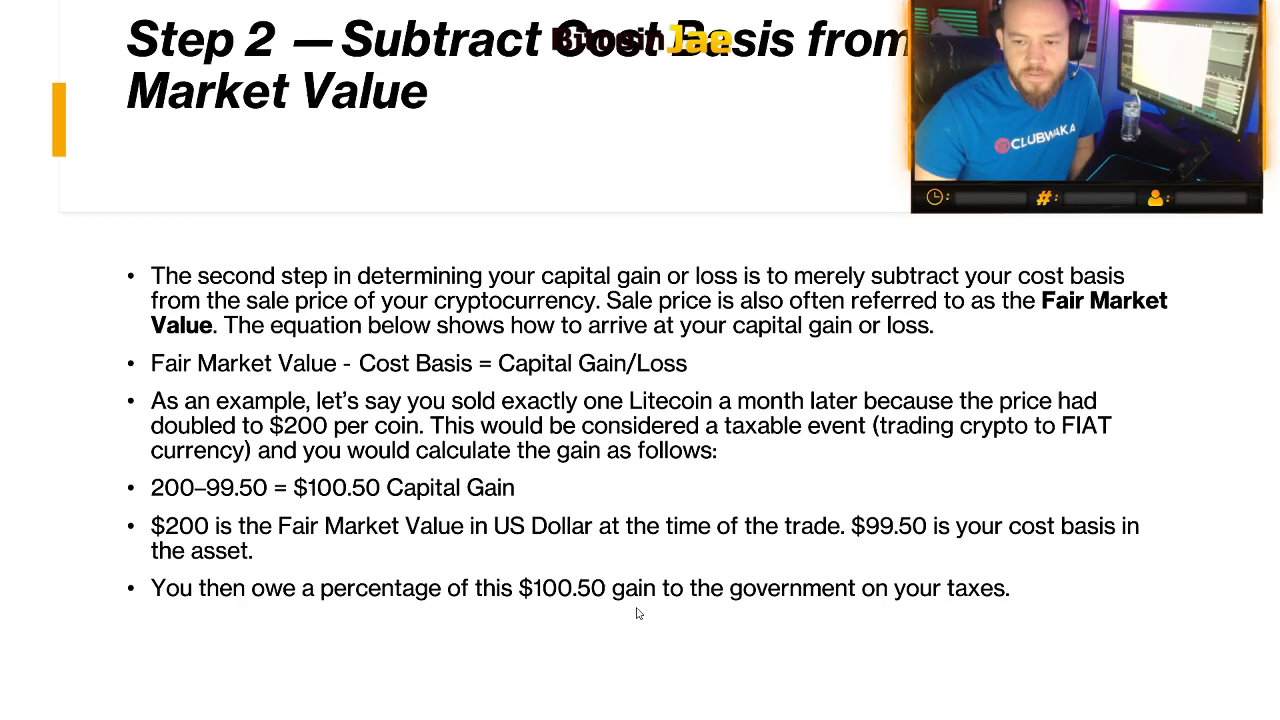 Step 2 —Subtract Cost Basis from
Market Value
Bitcoin Jae
CLUBWAKA
#:
• The second step in determining your capital gain or loss is to merely subtract your cost basis
from the sale price of your cryptocurrency. Sale price is also often referred to as the Fair Market
Value. The equation below shows how to arrive at your capital gain or loss.
• Fair Market Value - Cost Basis = Capital Gain/Loss
• As an example, let’s say you sold exactly one Litecoin a month later because the price had
doubled to $200 per coin. This would be considered a taxable event (trading crypto to FIAT
currency) and you would calculate the gain as follows:
• 200–99.50 = $100.50 Capital Gain
• $200 is the Fair Market Value in US Dollar at the time of the trade. $99.50 is your cost basis in
the asset.
• You then owe a percentage of this $100.50 gain to the government on your taxes.